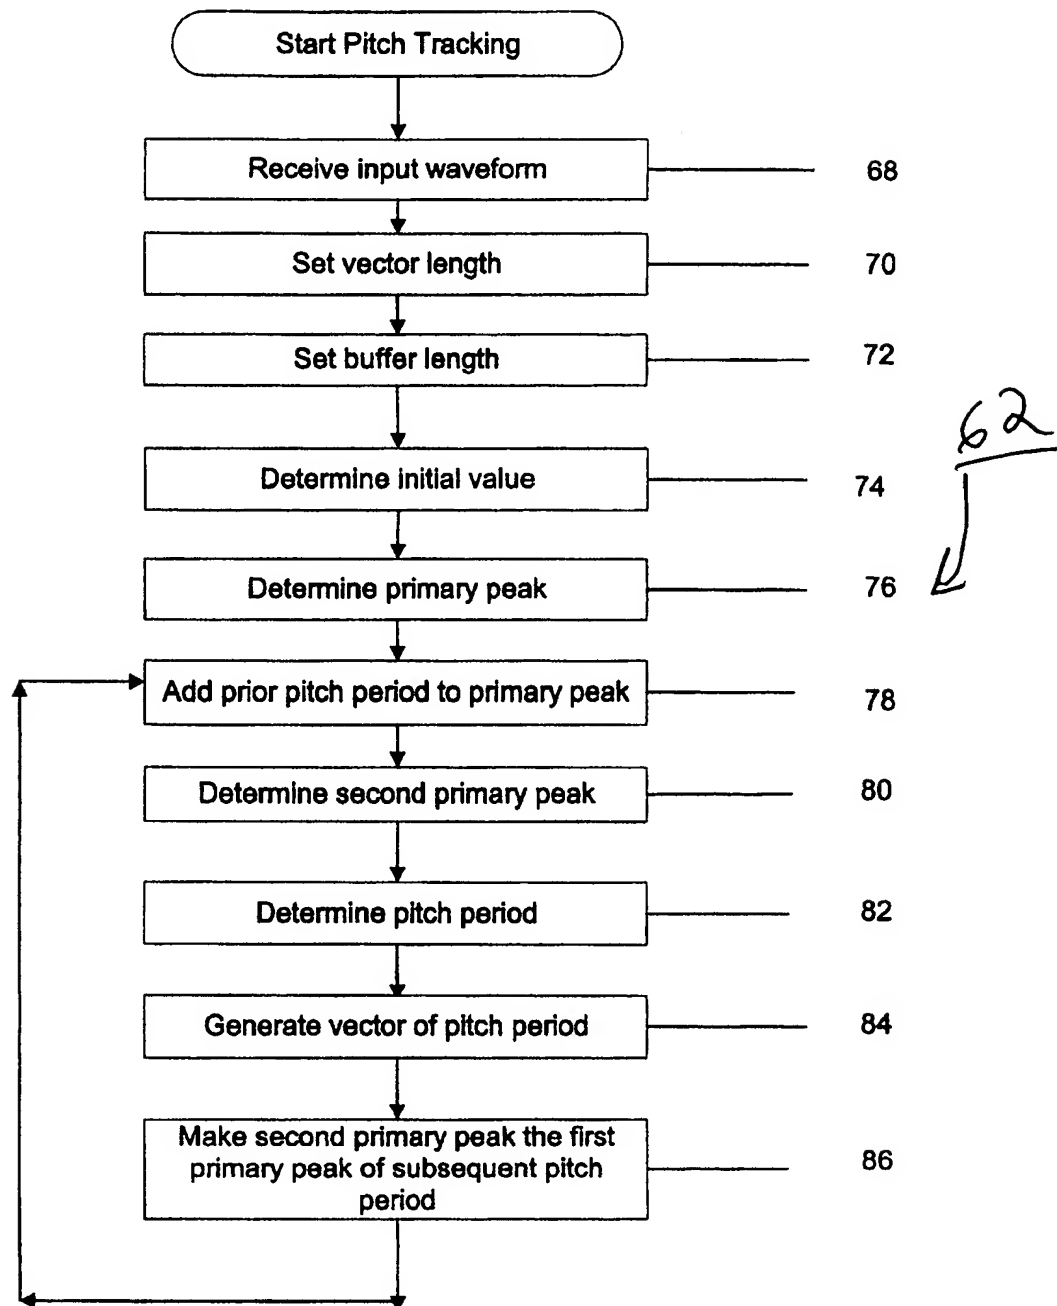 Start Pitch Tracking
Receive input waveform 68
Set vector length 70
Set buffer length 72
62
Determine initial value 74
Determine primary peak 76
Add prior pitch period to primary peak 78
Determine second primary peak 80
Determine pitch period 82
Generate vector of pitch period 84
Make second primary peak the first
primary peak of subsequent pitch 86
period